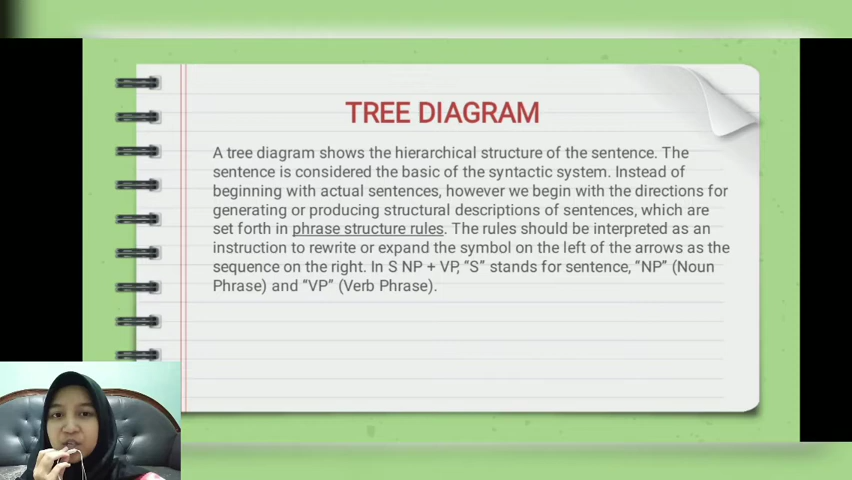 TREE DIAGRAM
A tree diagram shows the hierarchical structure of the sentence. The
sentence is considered the basic of the syntactic system. Instead of
beginning with actual sentences, however we begin with the directions for
generating or producing structural descriptions of sentences, which are
set forth in phrase structure rules. The rules should be interpreted as an
instruction to rewrite or expand the symbol on the left of the arrows as the
sequence on the right. In S NP + VP, “S” stands for sentence, “NP” (Noun
Phrase) and “VP” (Verb Phrase).